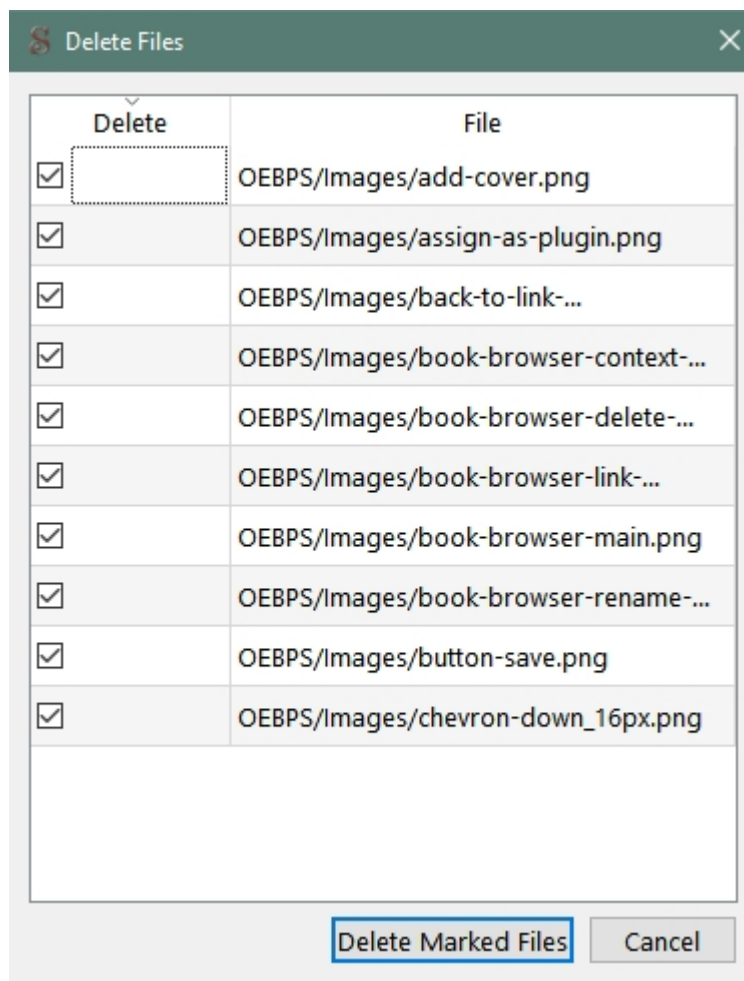 Delete Files
Delete File
OEBPS/Images/add-cover.png
OEBPS/Images/assign-as-plugin.png
OEBPS/Images/back-to-link-...
OEBPS/Images/book-browser-context-...
OEBPS/Images/book-browser-delete-...
OEBPS/Images/book-browser-link-...
OEBPS/Images/book-browser-main.png
OEBPS/Images/book-browser-rename-...
OEBPS/Images/button-save.png
OEBPS/Images/chevron-down_16px.png
Delete Marked Files Cancel